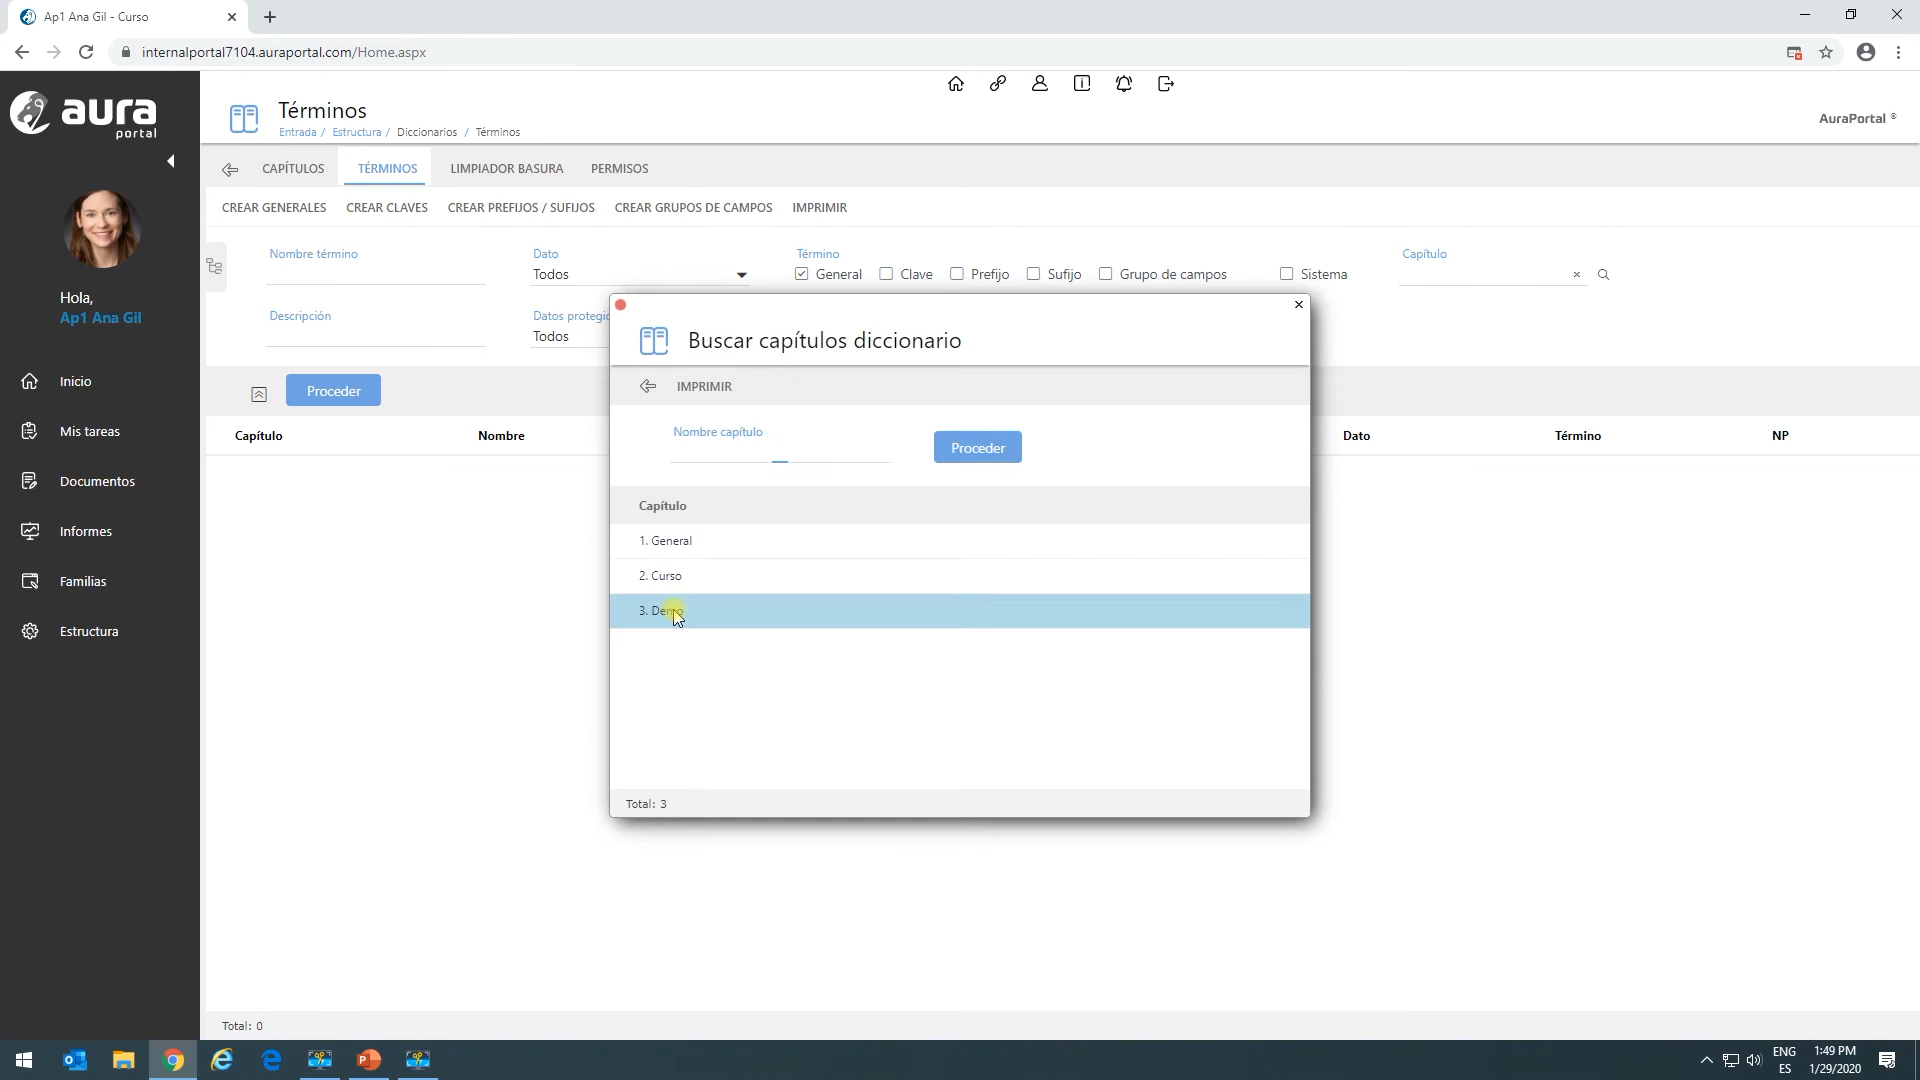 Ap1 Ana Gil - Curso
internalportal7104.auraportal.com/Home.aspx
aura
portal
Términos
Entrada / Estructura / Diccionarios / Términos
AuraPortal ®
CAPÍTULOS TÉRMINOS LIMPIADOR BASURA PERMISOS
CREAR GENERALES CREAR CLAVES CREAR PREFIJOS / SUFIJOS CREAR GRUPOS DE CAMPOS IMPRIMIR
Nombre término Dato Término Capítulo
Todos General Clave Prefijo Sufijo Grupo de campos Sistema
Hola,
Ap1 Ana Gil
Descripción
Todos
Proceder
Capítulo Nombre Dato Término NP
Inicio
Mis tareas
Documentos
Informes
Familias
Estructura
Buscar capítulos diccionario
IMPRIMIR
Nombre capítulo
Proceder
Capítulo
1. General
2. Curso
3. Demo
Total: 3
Total: 0
ENG
ES
1:49 PM
1/29/2020